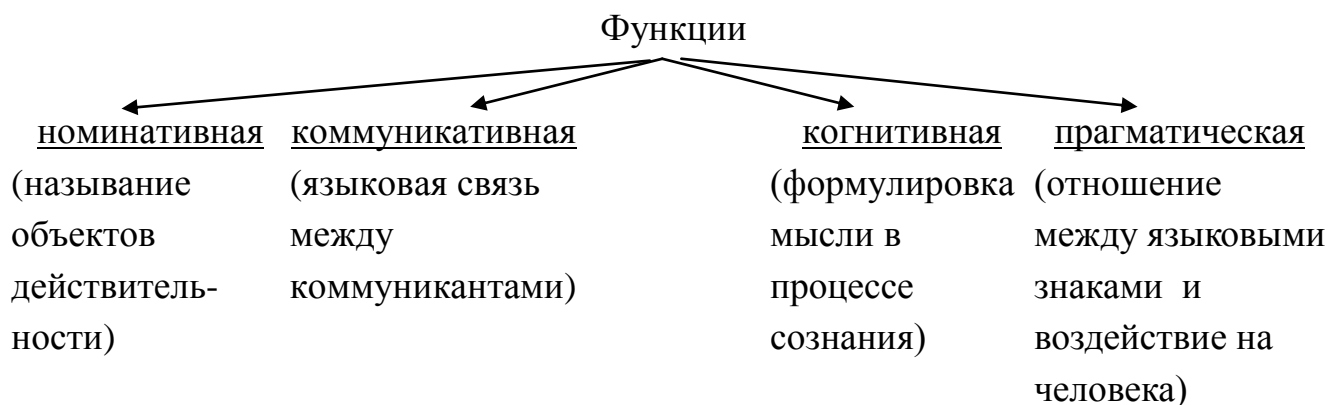 Функции
номинативная коммуникативная когнитивная прагматическая
(называние (языковая связь (формулировка (отношение
объектов между мысли в между языковыми
действитель- коммуникантами) процессе знаками и
ности) сознания) воздействие на
человека)